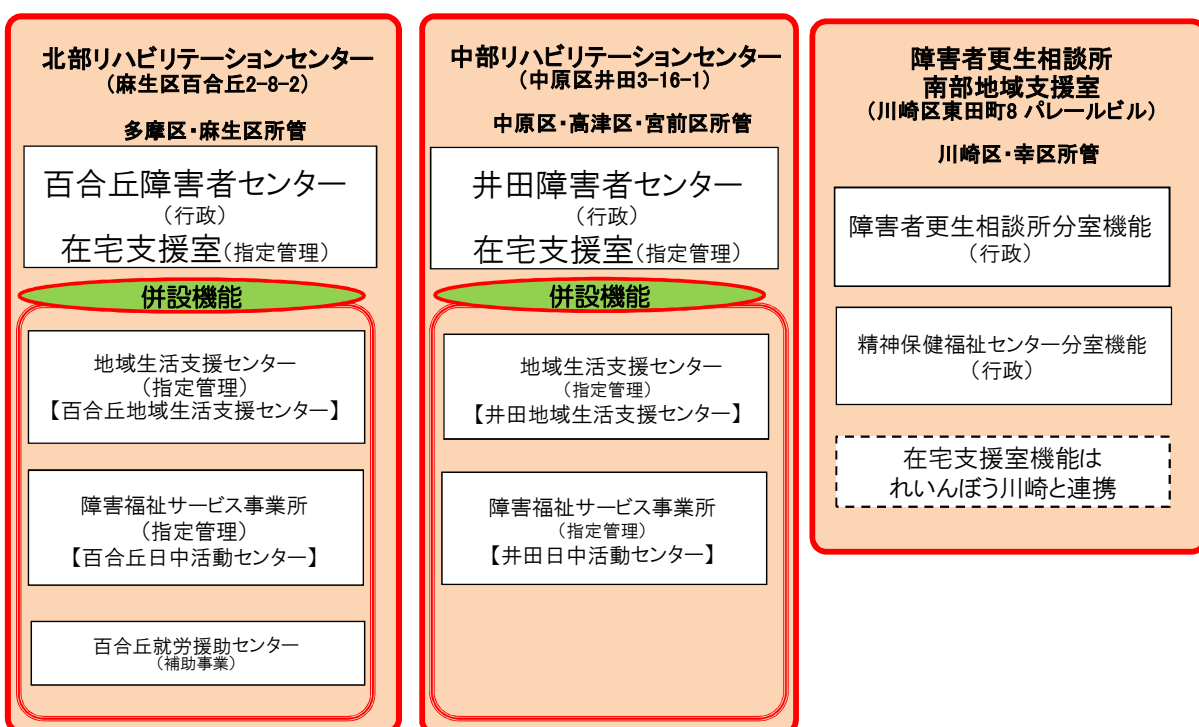 北部リハビリテーションセンター
(麻生区百合丘2-8-2)
多摩区・麻生区所管
百合丘障害者センター
(行政)
在宅支援室(指定管理)
併設機能
地域生活支援センター
(指定管理)
【百合丘地域生活支援センター】
障害福祉サービス事業所
(指定管理)
【百合丘日中活動センター】
百合丘就労援助センター
(補助事業)
中部リハビリテーションセンター
(中原区井田3-16-1)
中原区・高津区・宮前区所管
井田障害者センター
(行政)
在宅支援室(指定管理)
併設機能
地域生活支援センター
(指定管理)
【井田地域生活支援センター】
障害福祉サービス事業所
(指定管理)
【井田日中活動センター】
障害者更生相談所
南部地域支援室
(川崎区東田町8 パレールビル)
川崎区・幸区所管
障害者更生相談所分室機能
(行政)
精神保健福祉センター分室機能
(行政)
在宅支援室機能は
れいんぼう川崎と連携